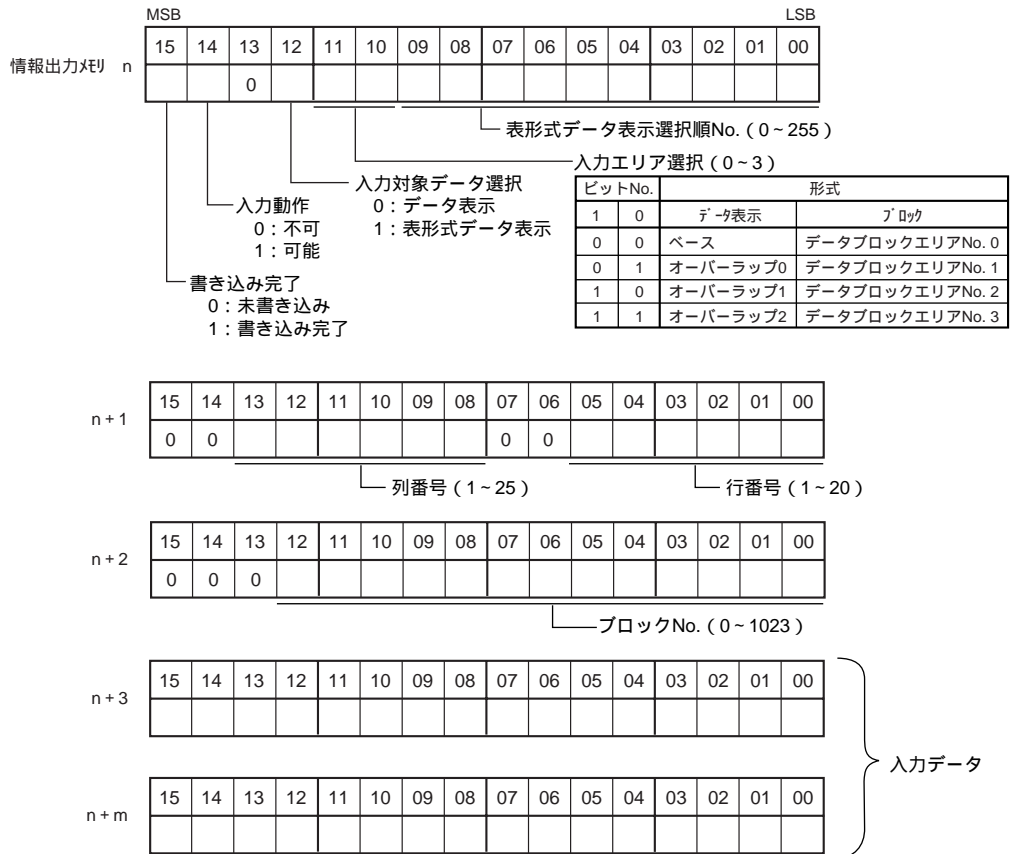 MSB LSB
情報出力メモリ n
15 14 13 12 11 10 09 08 07 06 05 04 03 02 01 00
0
表形式データ表示選択順No.（0~255）
入力エリア選択（0~3）
入力対象データ選択
0：データ表示
1：表形式データ表示
入力動作
0：不可
1：可能
書き込み完了
0：未書き込み
1：書き込み完了
ビットNo. 形式
1 0 データ表示 ブロック
0 0 ベース データブロックエリアNo. 0
0 1 オーバーラップ0 データブロックエリアNo. 1
1 0 オーバーラップ1 データブロックエリアNo. 2
1 1 オーバーラップ2 データブロックエリアNo. 3
n + 1
15 14 13 12 11 10 09 08 07 06 05 04 03 02 01 00
0 0 0 0
列番号（1~25） 行番号（1~20）
n + 2
15 14 13 12 11 10 09 08 07 06 05 04 03 02 01 00
0 0 0
ブロックNo.（0~1023）
n + 3
15 14 13 12 11 10 09 08 07 06 05 04 03 02 01 00
入力データ
n + m
15 14 13 12 11 10 09 08 07 06 05 04 03 02 01 00